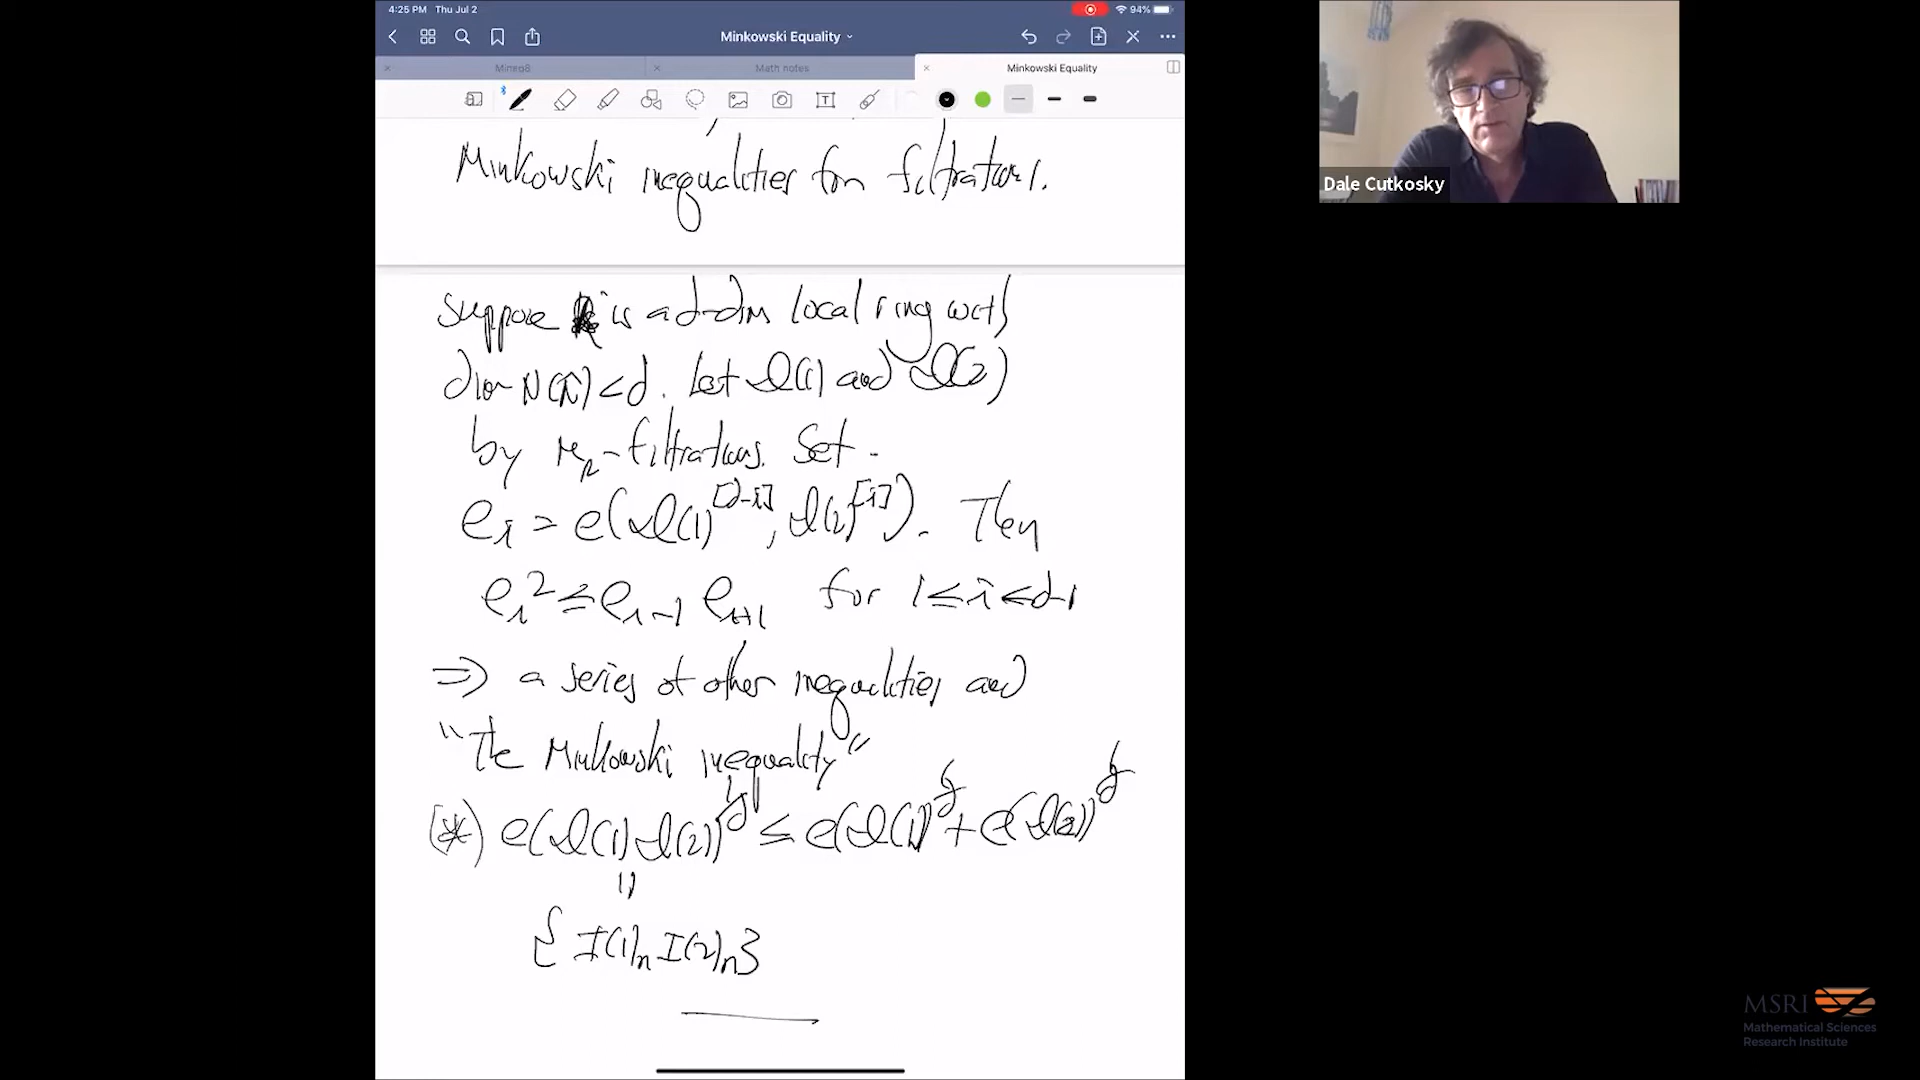 4:25 PM Thu Jul 2
94%
Minkowski Equality
Minko8
Math notes
Minkowski Equality
Minkowski inequalities for filtrations.
Suppose R is a d-dim local ring with
dim N(R̂) < d. Let I(1) and I(2)
by m_R-filtrations. Set
e_i = e(I(1)^[d-i], I(2)^[i]). Then
e_i^2 ≤ e_{i-1} e_{i+1} for 1 ≤ i ≤ d-1
⇒ a series of other inequalities and
"The Minkowski inequality"
(*) e(I(1) I(2))^{1/d} ≤ e(I(1))^{1/d} + e(I(2))^{1/d}
{ I(1)_n I(2)_n }
Dale Cutkosky
MSRI
Mathematical Sciences
Research Institute